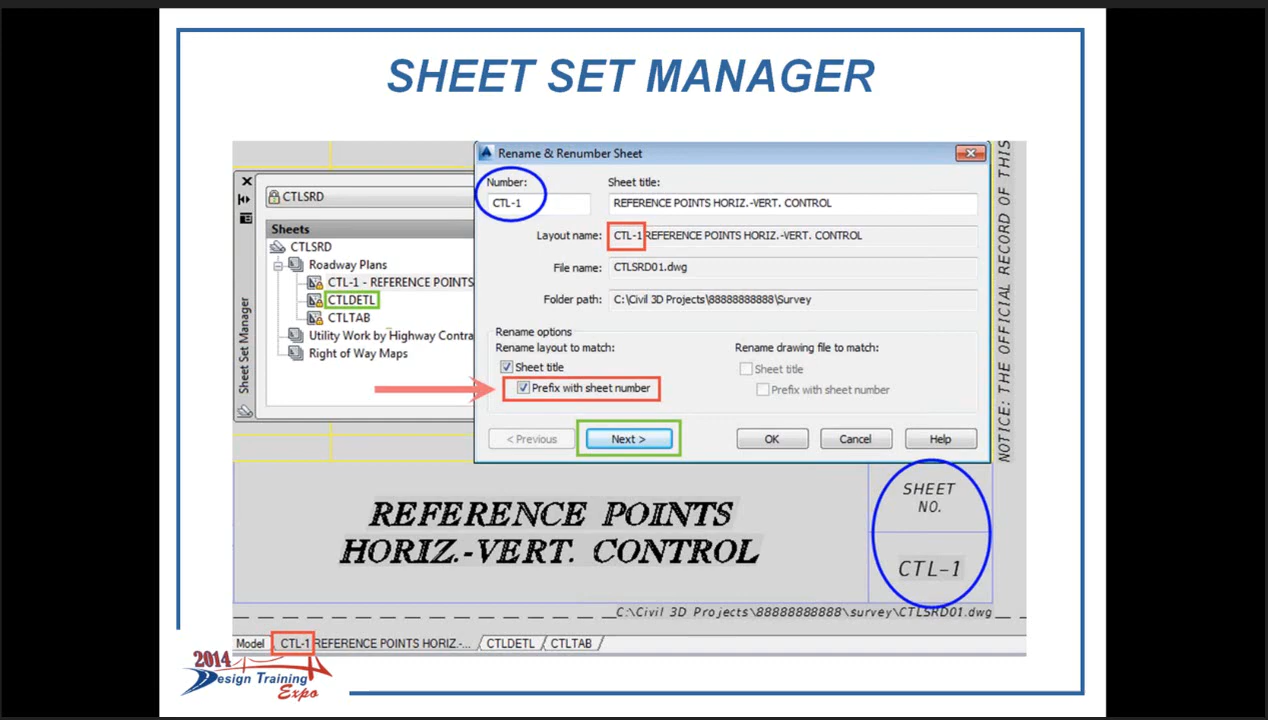 SHEET SET MANAGER
CTLSRD
Sheets
CTLSRD
Roadway Plans
CTL-1 - REFERENCE POINTS
CTLDETL
CTLTAB
Utility Work by Highway Contra
Right of Way Maps
Sheet Set Manager
Rename & Renumber Sheet
Number:
Sheet title:
CTL-1
REFERENCE POINTS HORIZ.-VERT. CONTROL
Layout name:
CTL-1 REFERENCE POINTS HORIZ.-VERT. CONTROL
File name:
CTLSRD01.dwg
Folder path:
C:\Civil 3D Projects\88888888888\Survey
Rename options
Rename layout to match:
Rename drawing file to match:
Sheet title
Sheet title
Prefix with sheet number
Prefix with sheet number
< Previous
Next >
OK
Cancel
Help
NOTICE: THE OFFICIAL RECORD OF THIS
REFERENCE POINTS
HORIZ.-VERT. CONTROL
SHEET
NO.
CTL-1
C:\Civil 3D Projects\88888888888\survey\CTLSRD01.dwg
Model
CTL-1 REFERENCE POINTS HORIZ.-...
CTLDETL
CTLTAB
2014
Design Training
Expo